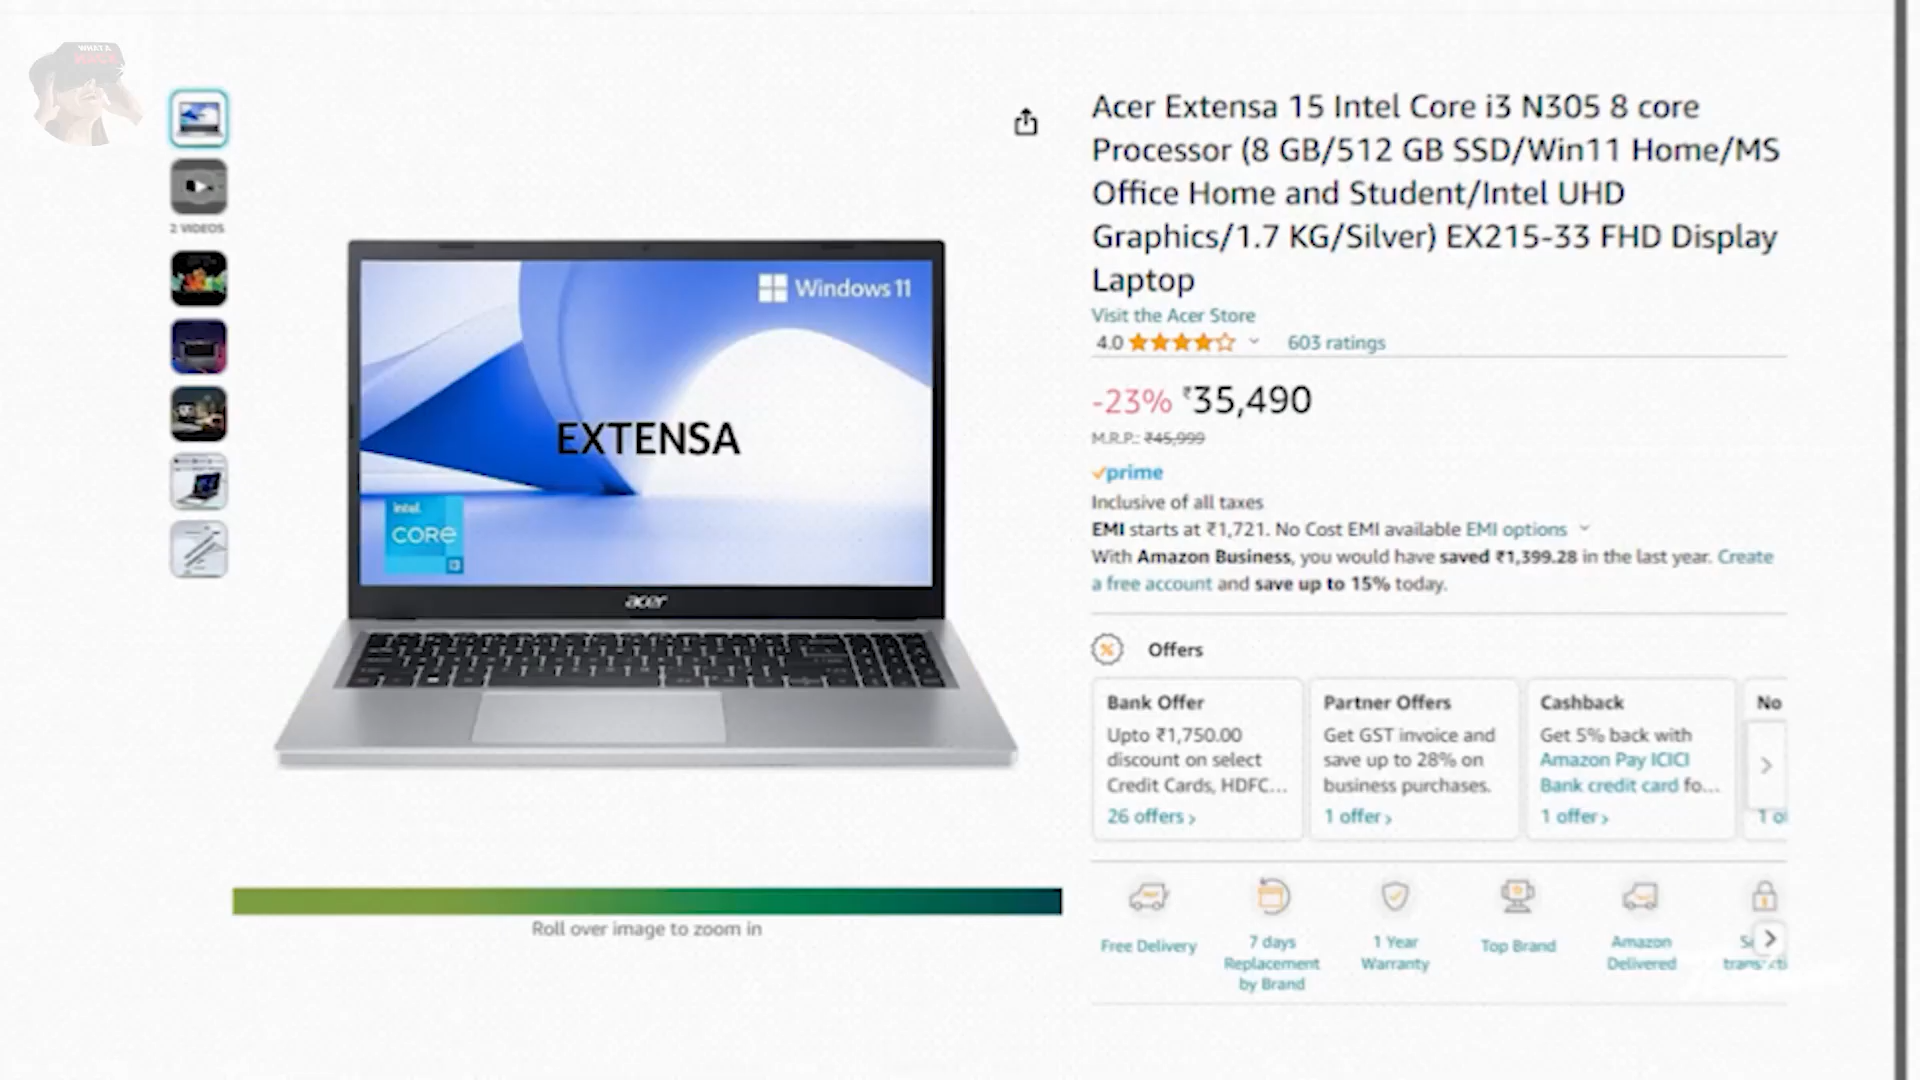 WHAT A
2 VIDEOS
Windows 11
EXTENSA
intel
CORE
i3
acer
Roll over image to zoom in
Acer Extensa 15 Intel Core i3 N305 8 core
Processor (8 GB/512 GB SSD/Win11 Home/MS
Office Home and Student/Intel UHD
Graphics/1.7 KG/Silver) EX215-33 FHD Display
Laptop
Visit the Acer Store
4.0 603 ratings
-23% ₹35,490
M.R.P.: ₹45,999
prime
Inclusive of all taxes
EMI starts at ₹1,721. No Cost EMI available EMI options
With Amazon Business, you would have saved ₹1,399.28 in the last year. Create
a free account and save up to 15% today.
Offers
Bank Offer
Upto ₹1,750.00
discount on select
Credit Cards, HDFC...
26 offers ›
Partner Offers
Get GST invoice and
save up to 28% on
business purchases.
1 offer ›
Cashback
Get 5% back with
Amazon Pay ICICI
Bank credit card fo...
1 offer ›
No
1 o
Free Delivery
7 days
Replacement
by Brand
1 Year
Warranty
Top Brand
Amazon
Delivered